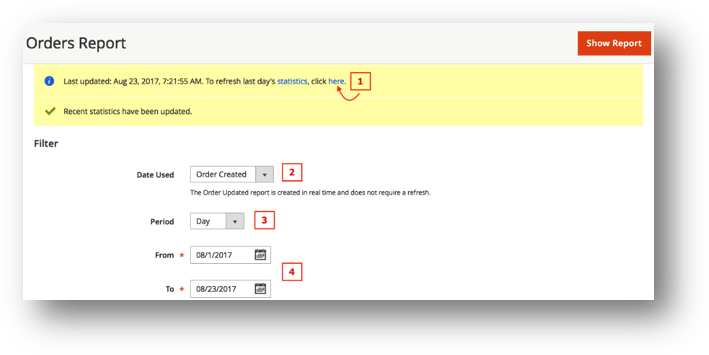 Orders Report
Show Report
Last updated: Aug 23, 2017, 7:21:55 AM. To refresh last day's statistics, click here.
1
Recent statistics have been updated.
Filter
Date Used
Order Created
2
The Order Updated report is created in real time and does not require a refresh.
Period
Day
3
From *
08/1/2017
4
To *
08/23/2017